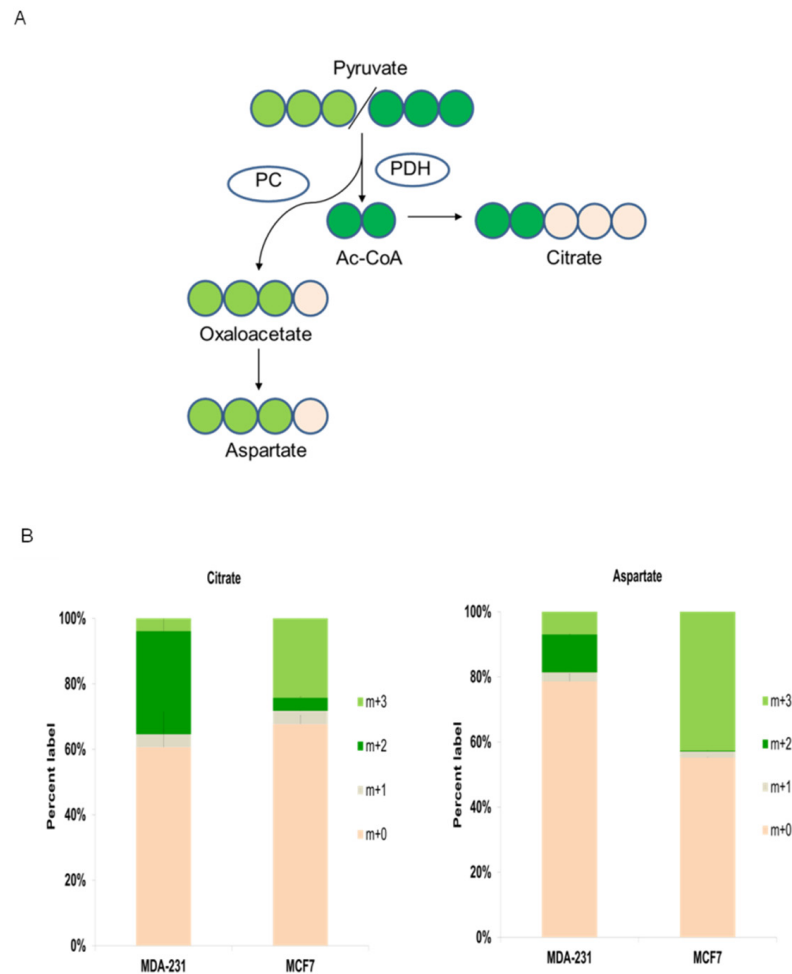 A
Pyruvate
PC
PDH
Ac-CoA
Citrate
Oxaloacetate
Aspartate
B
Citrate
100%
80%
60%
40%
20%
0%
Percent label
m+3
m+2
m+1
m+0
MDA-231
MCF7
Aspartate
100%
80%
60%
40%
20%
0%
Percent label
m+3
m+2
m+1
m+0
MDA-231
MCF7